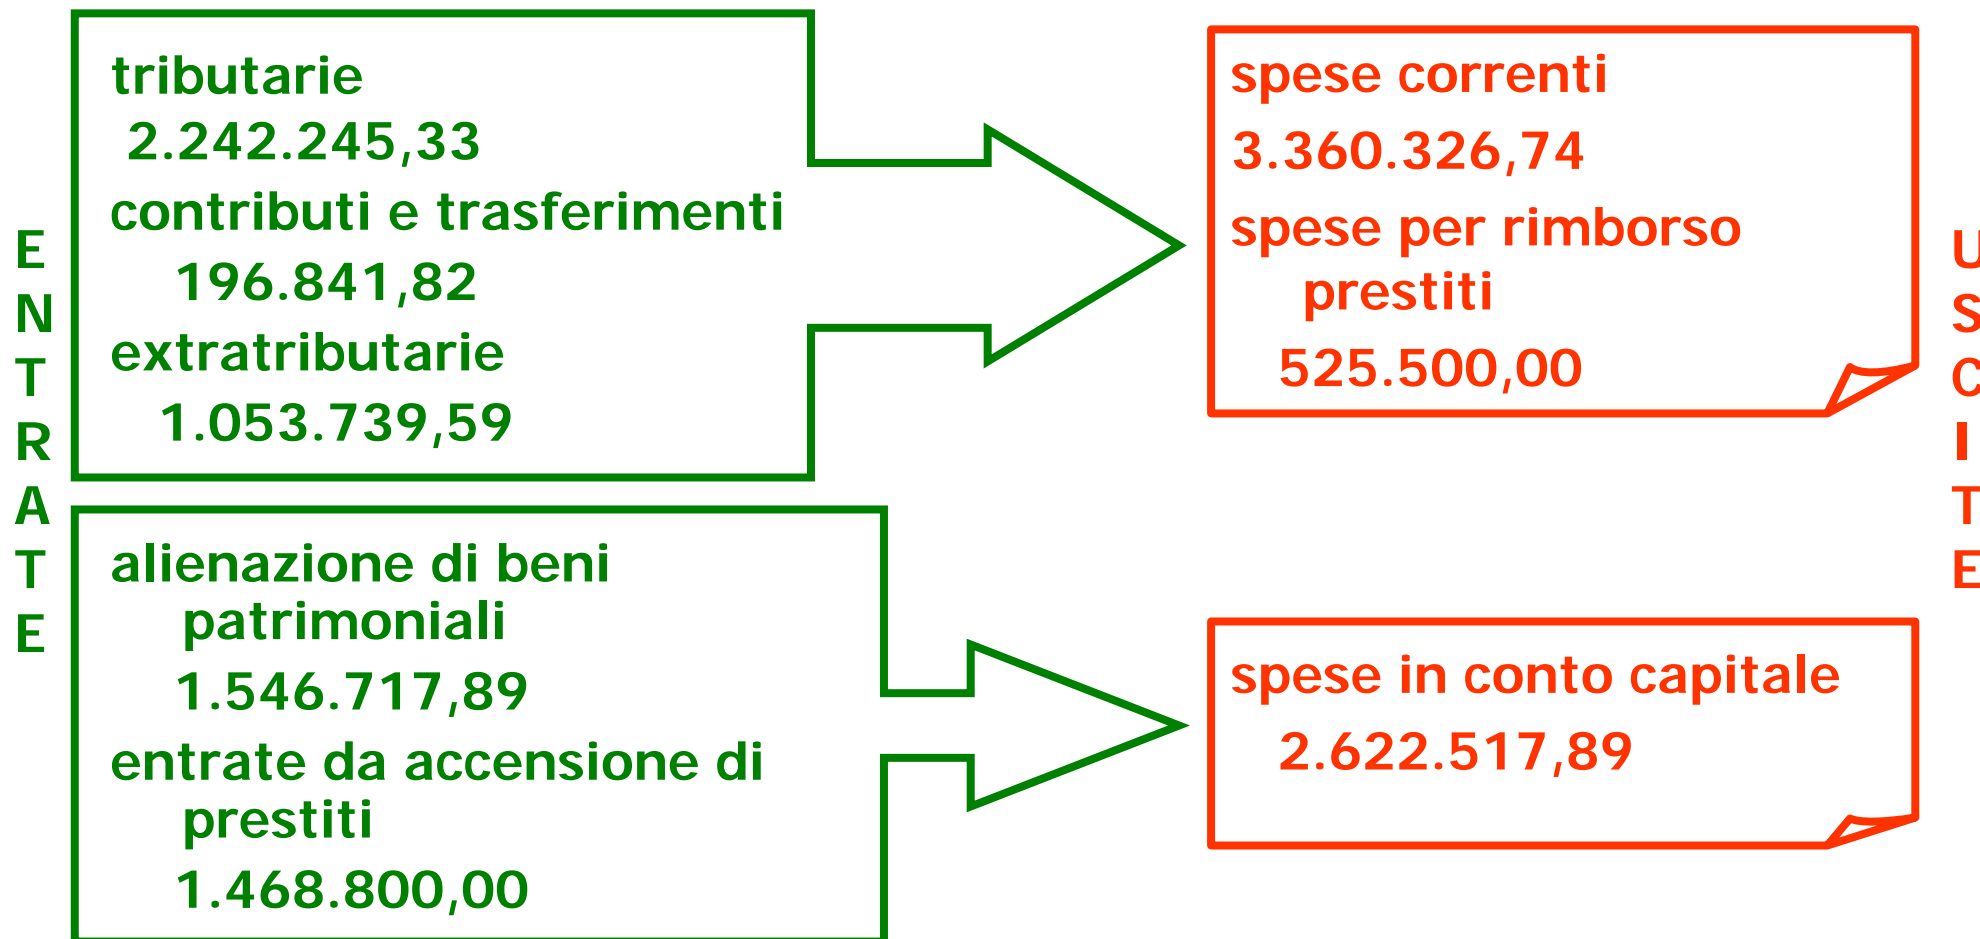 ENTRATE
tributarie
2.242.245,33
contributi e trasferimenti
196.841,82
extratributarie
1.053.739,59
alienazione di beni
patrimoniali
1.546.717,89
entrate da accensione di
prestiti
1.468.800,00
spese correnti
3.360.326,74
spese per rimborso
prestiti
525.500,00
spese in conto capitale
2.622.517,89
USCITE